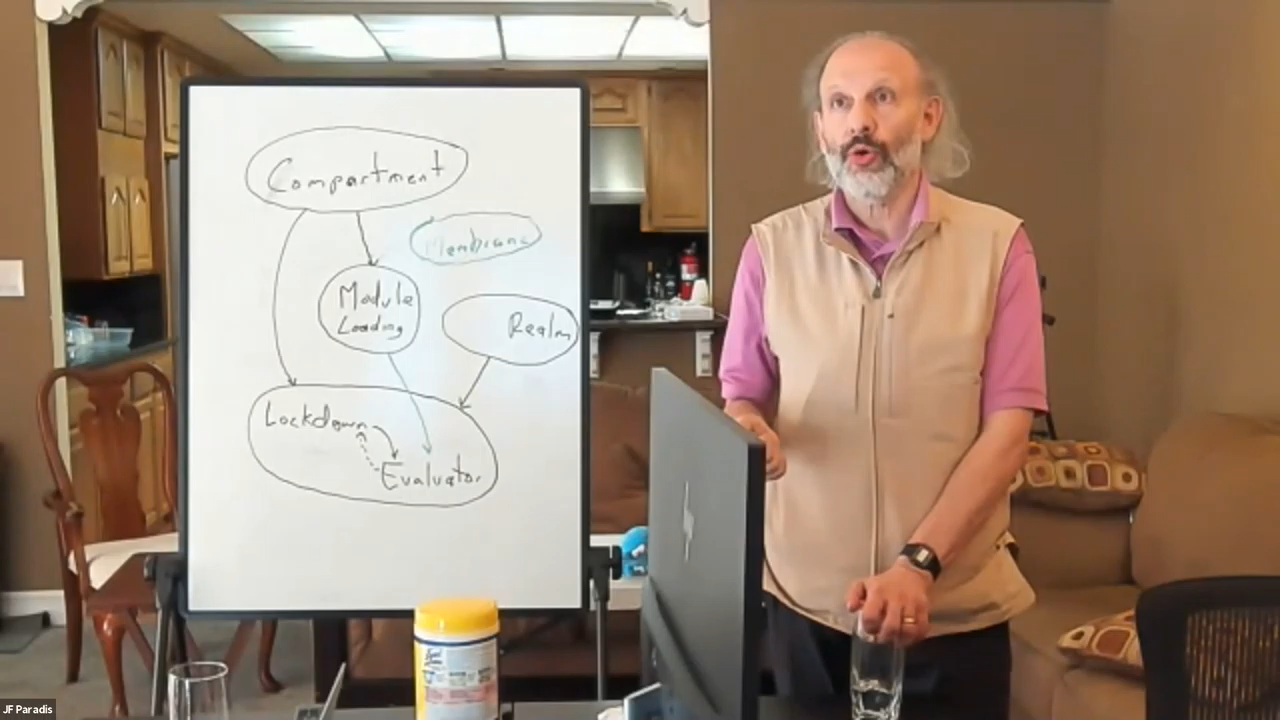 Compartment
Membrane
Module
Loading
Realm
Lockdown
Evaluator
JF Paradis